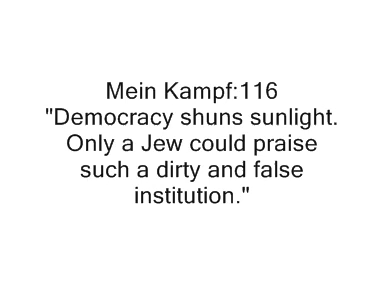 Mein Kampf:116
"Democracy shuns sunlight.
Only a Jew could praise
such a dirty and false
institution."